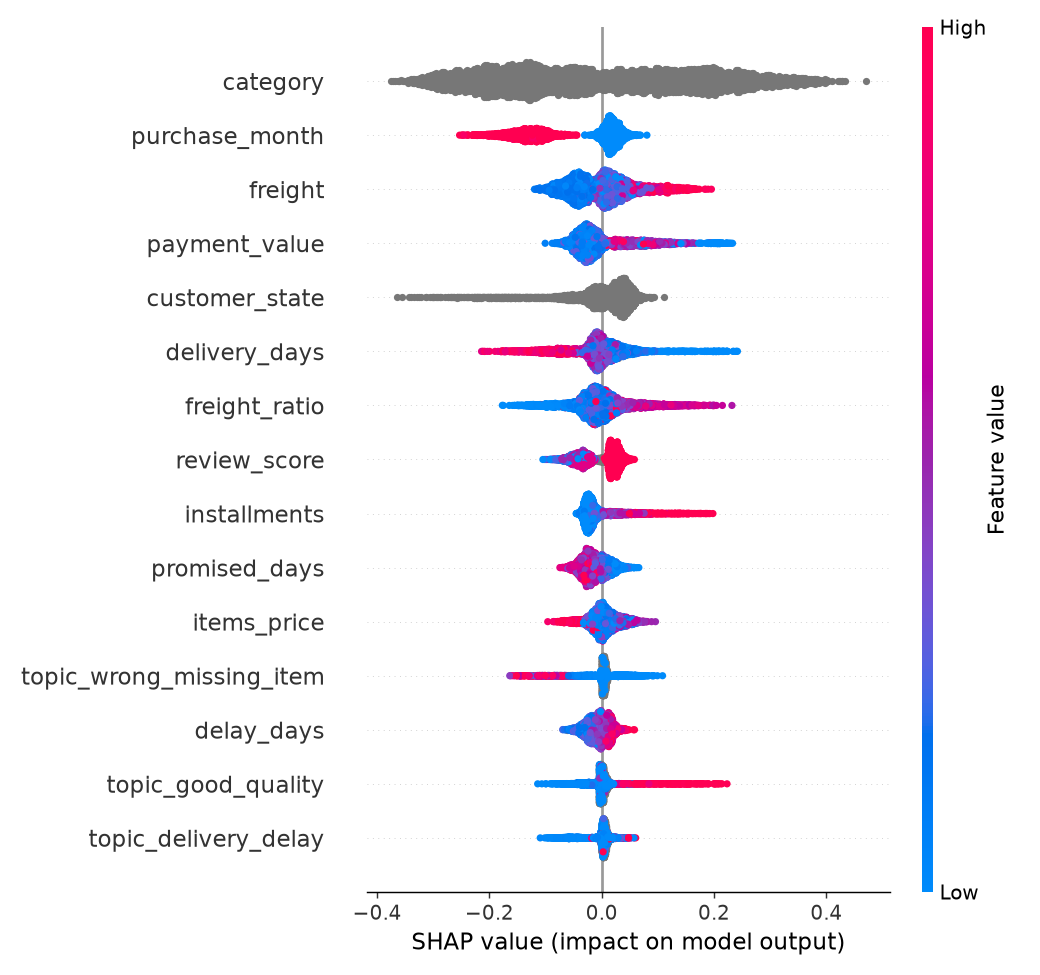 High
category
purchase_month
freight
payment_value
customer_state
delivery_days
freight_ratio
review_score
installments
promised_days
items_price
topic_wrong_missing_item
delay_days
topic_good_quality
topic_delivery_delay
Feature value
Low
−0.4 −0.2 0.0 0.2 0.4
SHAP value (impact on model output)